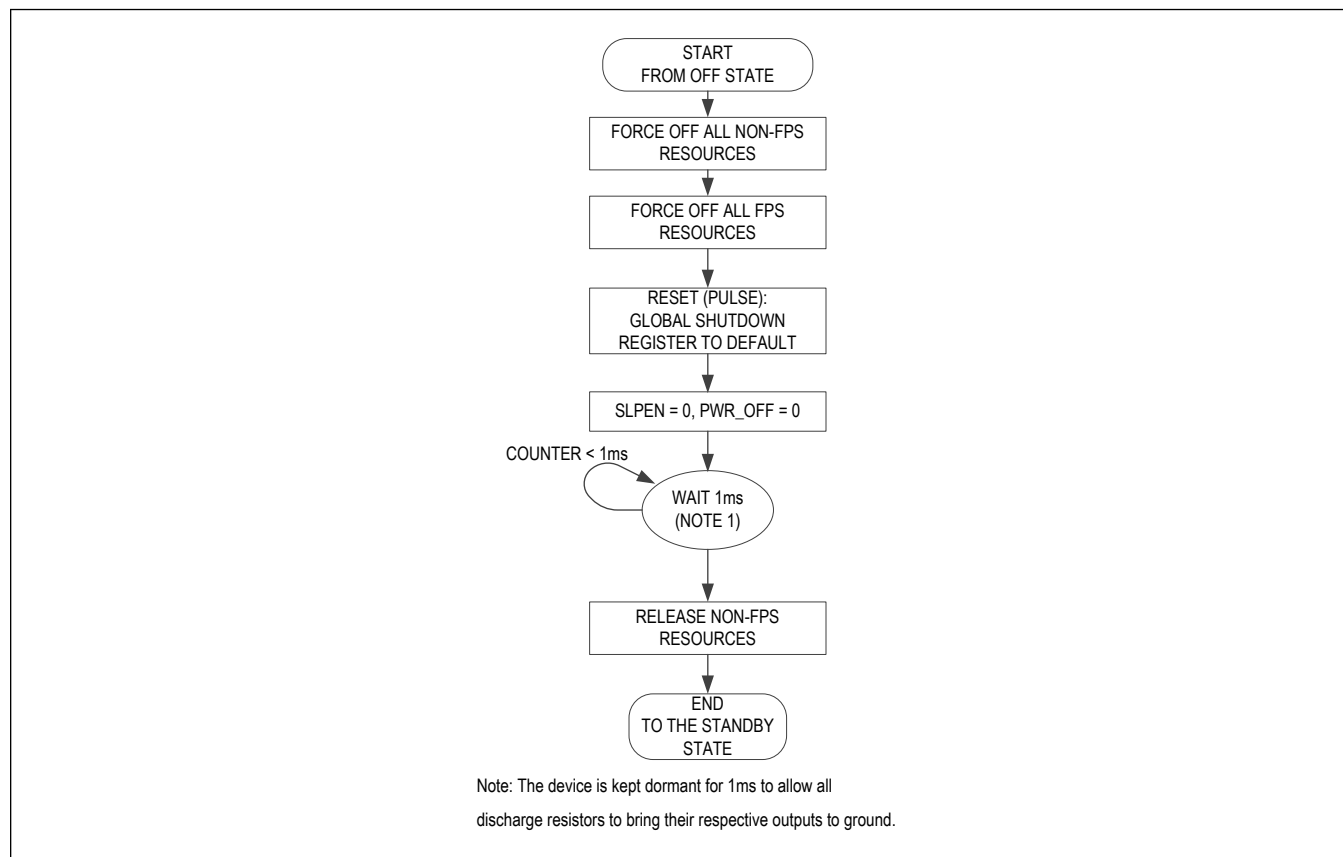 START
FROM OFF STATE
FORCE OFF ALL NON-FPS
RESOURCES
FORCE OFF ALL FPS
RESOURCES
RESET (PULSE):
GLOBAL SHUTDOWN
REGISTER TO DEFAULT
SLPEN = 0, PWR_OFF = 0
COUNTER < 1ms
WAIT 1ms
(NOTE 1)
RELEASE NON-FPS
RESOURCES
END
TO THE STANDBY
STATE
Note: The device is kept dormant for 1ms to allow all
discharge resistors to bring their respective outputs to ground.